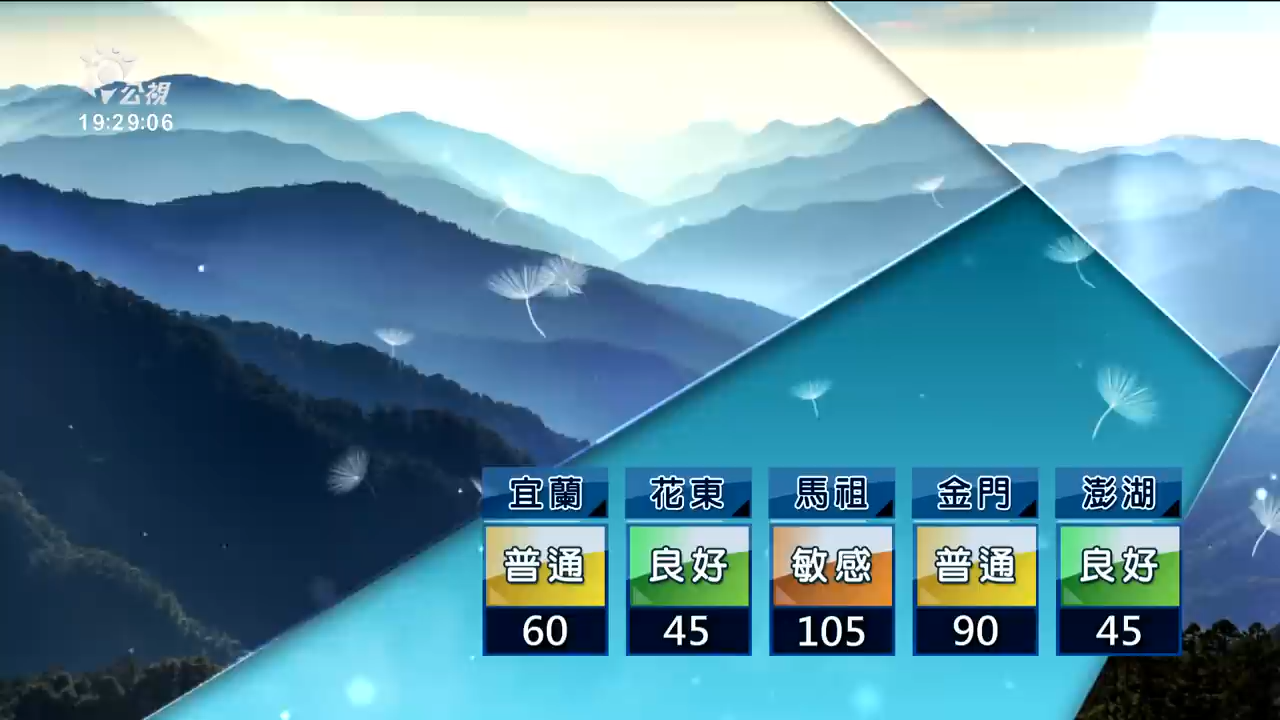 公視
19:29:06
宜蘭 花東 馬祖 金門 澎湖
普通 良好 敏感 普通 良好
60 45 105 90 45